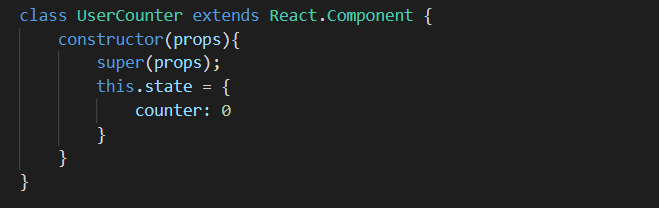 class UserCounter extends React.Component {
constructor(props){
super(props);
this.state = {
counter: 0
}
}
}